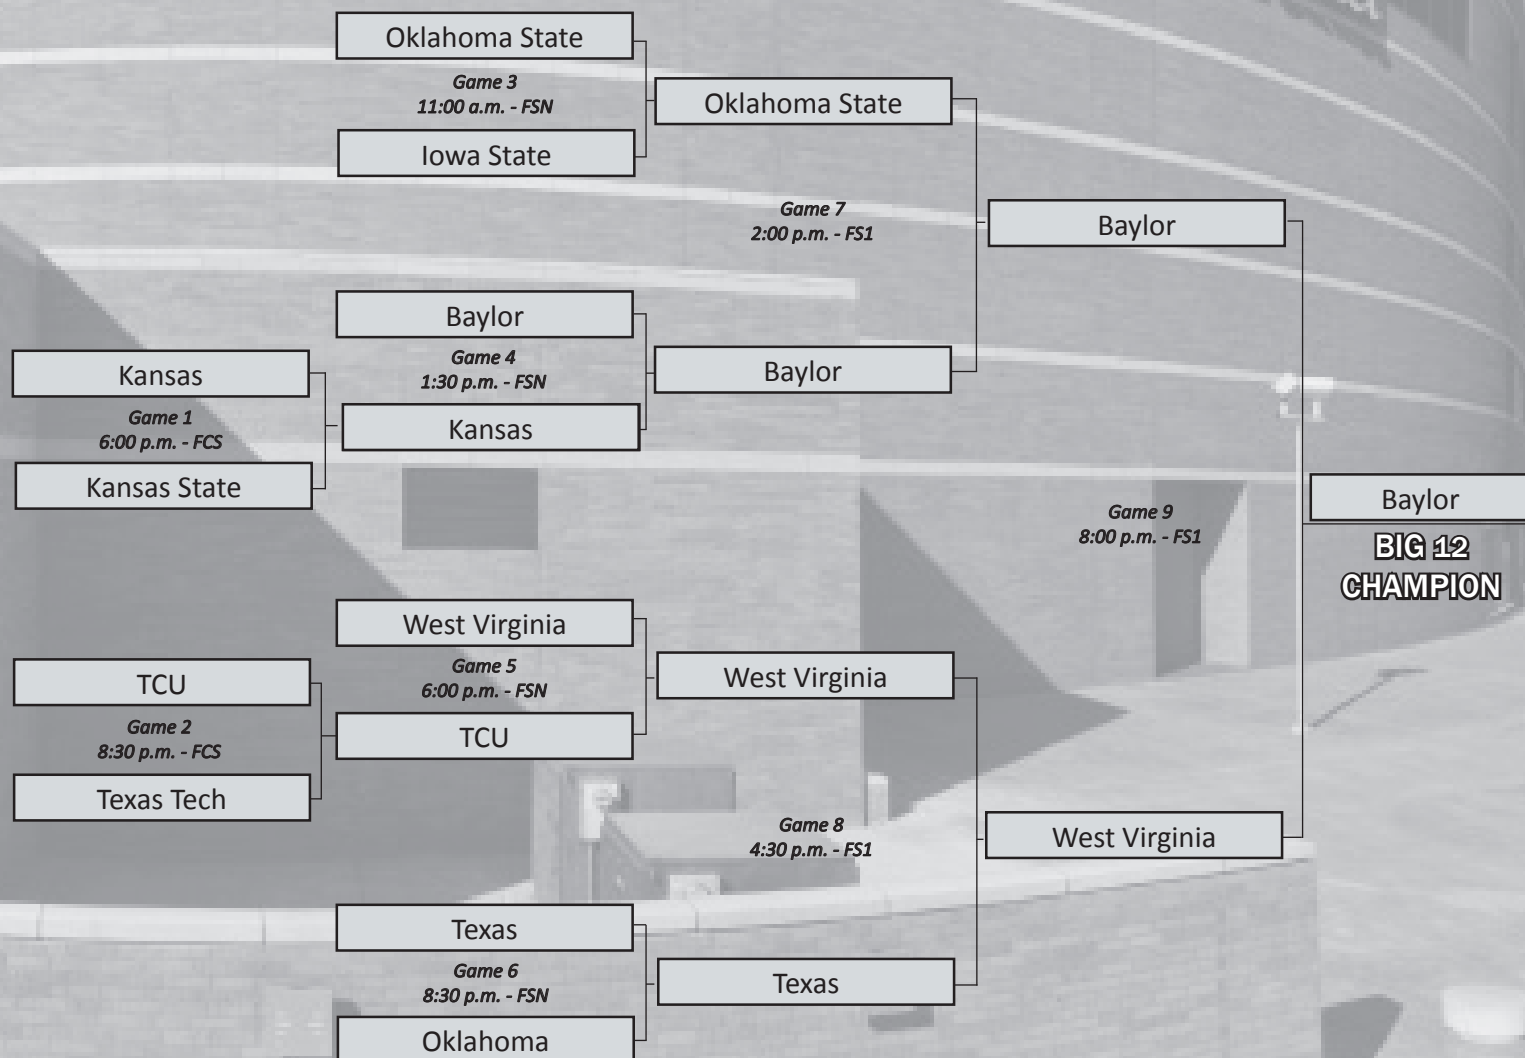 Oklahoma State
Game 3
11:00 a.m. - FSN
Oklahoma State
Iowa State
Game 7
2:00 p.m. - FS1
Baylor
Baylor
Game 4
1:30 p.m. - FSN
Baylor
Kansas
Game 1
6:00 p.m. - FCS
Kansas
Kansas State
Game 9
8:00 p.m. - FS1
Baylor
BIG 12
CHAMPION
West Virginia
Game 5
6:00 p.m. - FSN
West Virginia
TCU
Game 2
8:30 p.m. - FCS
TCU
Texas Tech
Game 8
4:30 p.m. - FS1
West Virginia
Texas
Game 6
8:30 p.m. - FSN
Texas
Oklahoma